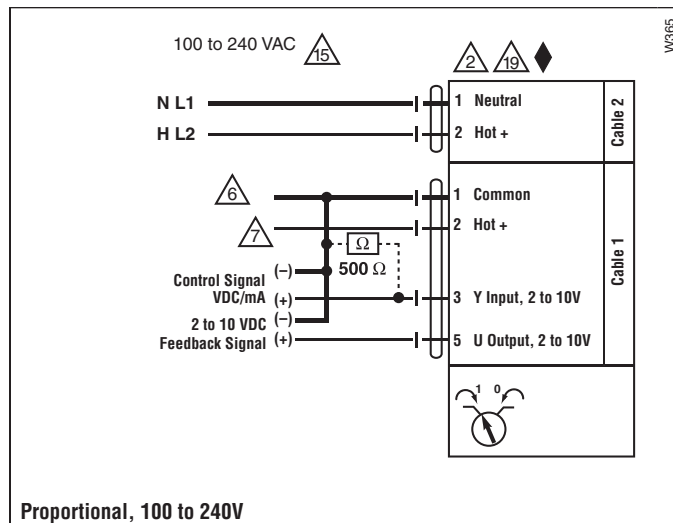 W365
100 to 240 VAC 15
2 19
N L1
1 Neutral
H L2
2 Hot +
Cable 2
6
1 Common
7
2 Hot +
Ω
500 Ω
Control Signal (–)
VDC/mA (+)
3 Y Input, 2 to 10V
2 to 10 VDC (–)
Feedback Signal (+)
5 U Output, 2 to 10V
Cable 1
1 0
Proportional, 100 to 240V